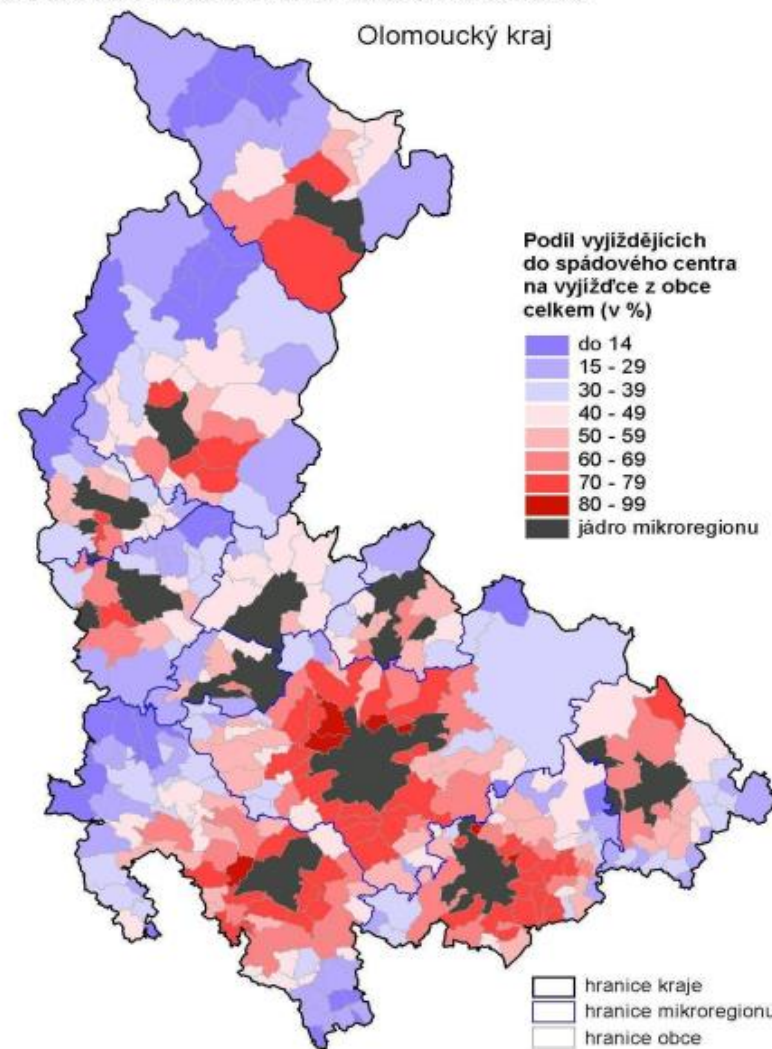 Olomoucký kraj
Podíl vyjíždějících
do spádového centra
na vyjížďce z obce
celkem (v %)
do 14
15 - 29
30 - 39
40 - 49
50 - 59
60 - 69
70 - 79
80 - 99
jádro mikroregionu
hranice kraje
hranice mikroregionu
hranice obce